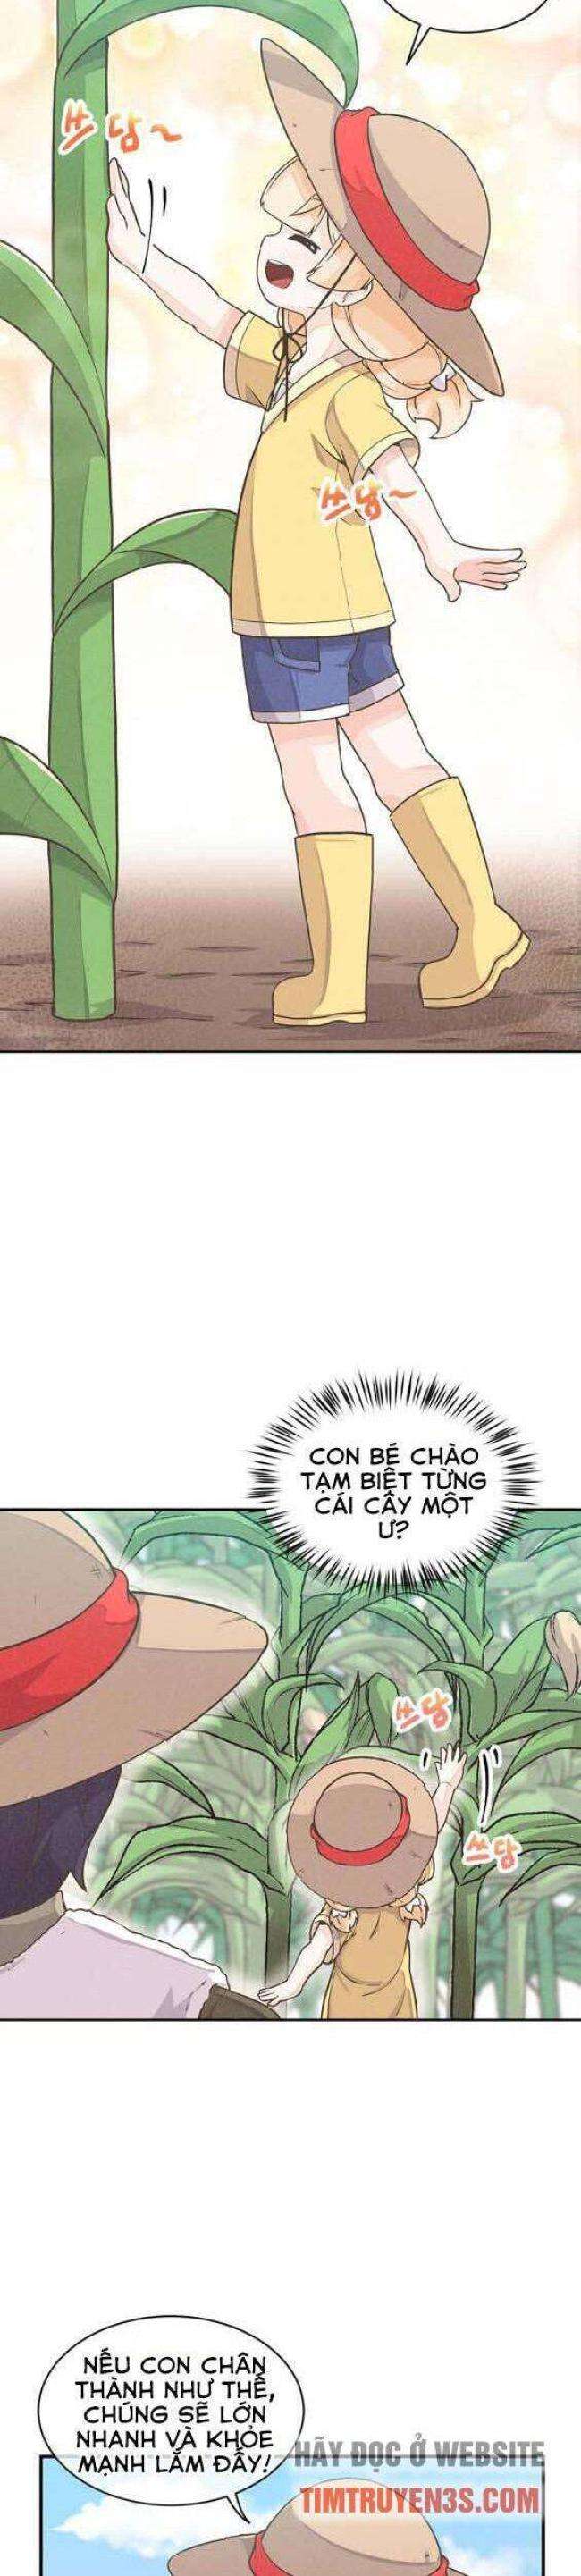 쓰담~
쓰담~
CON BÉ CHÀO
TẠM BIỆT TỪNG
CÁI CÂY MỘT
Ư?
쓰담
쓰담
NẾU CON CHÂN
THÀNH NHƯ THẾ,
CHÚNG SẼ LỚN
NHANH VÀ KHỎE
MẠNH LẮM ĐẤY!
HÃY ĐỌC Ở WEBSITE
TIMTRUYEN3S.COM